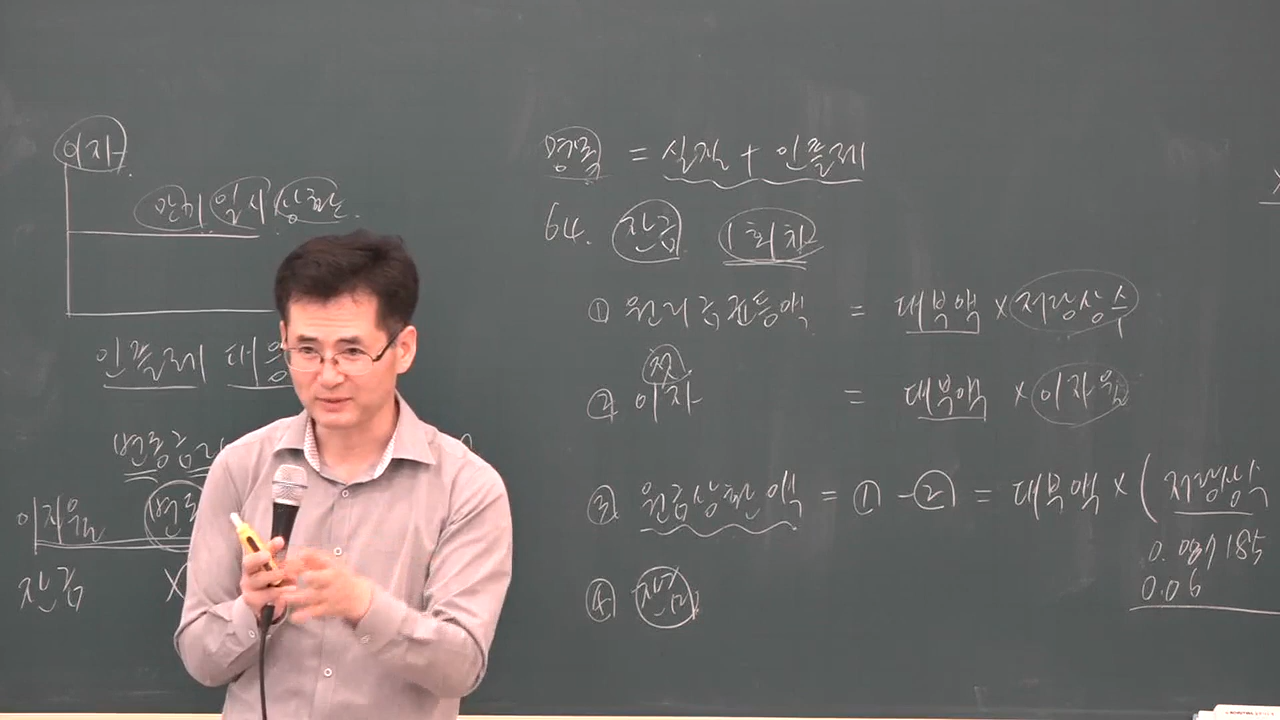 이자
만기 일시 상환
인플레 대응
변동금리
이자율 변동
잔금 X
명목 = 실질 + 인플레
64. 잔금 1회차
① 원리금균등액 = 대부액 × 저당상수
첫
② 이자 = 대부액 × 이자율
③ 원금상환액 = ① - ② = 대부액 × ( 저당상수
0.087185
0.06
④ 잔액